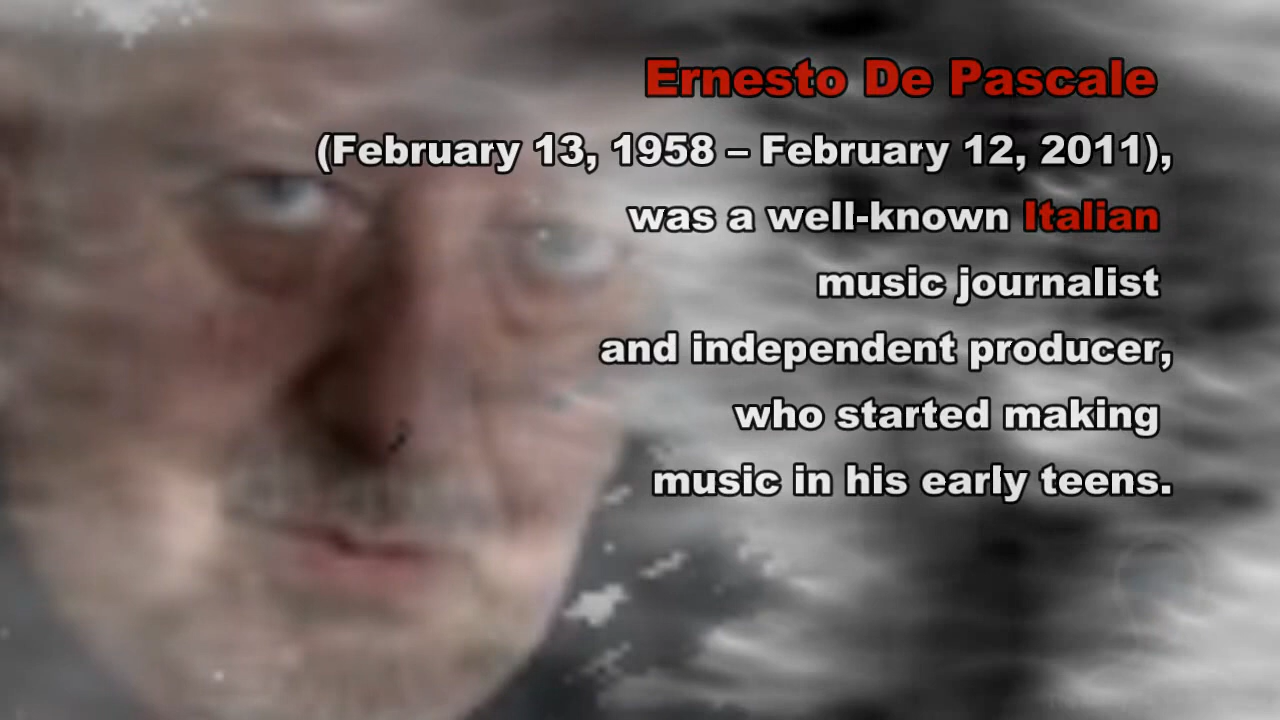 Ernesto De Pascale
(February 13, 1958 – February 12, 2011),
was a well-known Italian
music journalist
and independent producer,
who started making
music in his early teens.